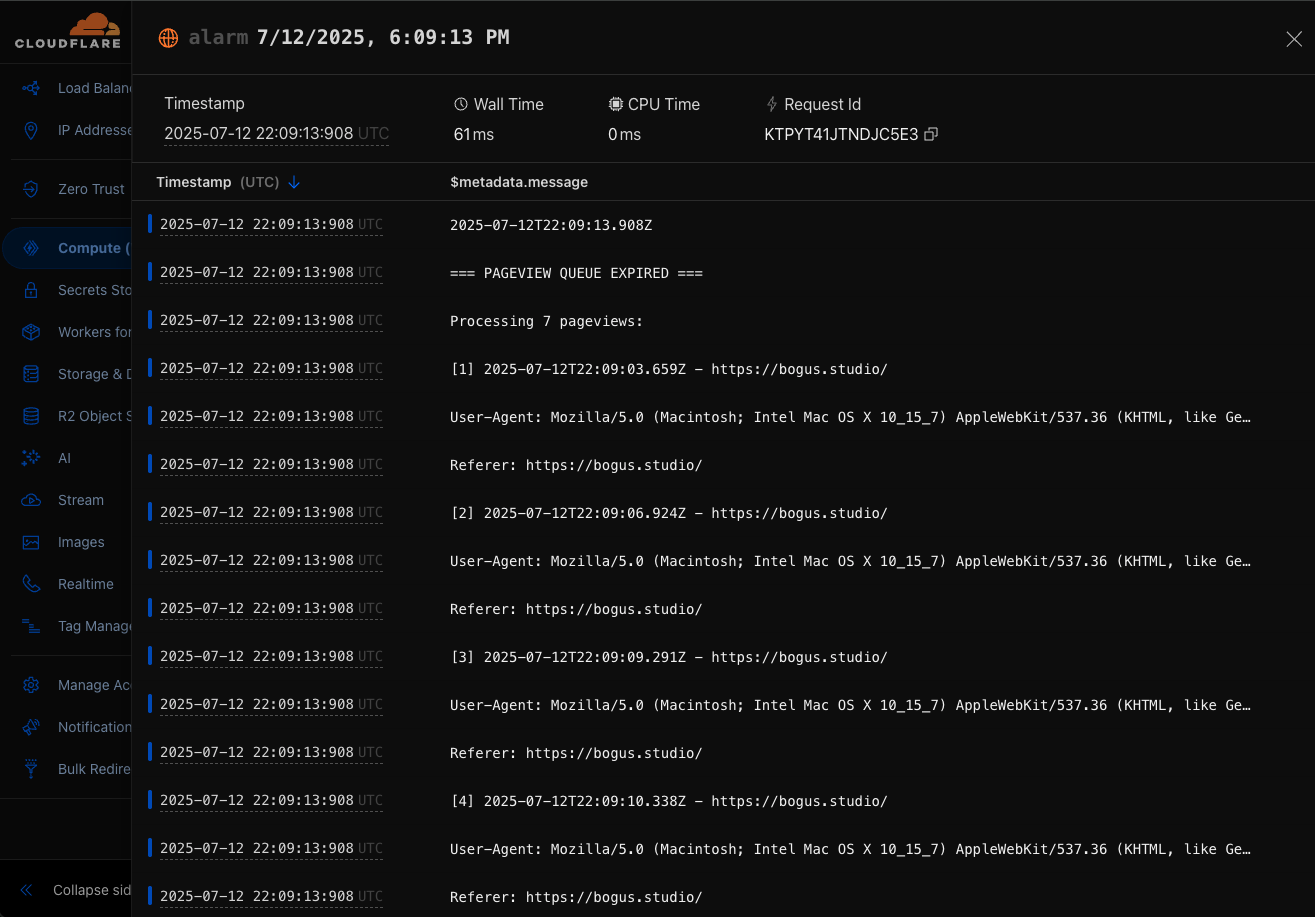 CLOUDFLARE
alarm 7/12/2025, 6:09:13 PM
Load Balan
IP Addresse
Zero Trust
Compute (
Secrets Sto
Workers for
Storage & D
R2 Object S
AI
Stream
Images
Realtime
Tag Manage
Manage Acc
Notification
Bulk Redire
Collapse sid
Timestamp Wall Time CPU Time Request Id
2025-07-12 22:09:13:908 UTC 61 ms 0 ms KTPYT41JTNDJC5E3
Timestamp (UTC) $metadata.message
2025-07-12 22:09:13:908 UTC 2025-07-12T22:09:13.908Z
2025-07-12 22:09:13:908 UTC === PAGEVIEW QUEUE EXPIRED ===
2025-07-12 22:09:13:908 UTC Processing 7 pageviews:
2025-07-12 22:09:13:908 UTC [1] 2025-07-12T22:09:03.659Z - https://bogus.studio/
2025-07-12 22:09:13:908 UTC User-Agent: Mozilla/5.0 (Macintosh; Intel Mac OS X 10_15_7) AppleWebKit/537.36 (KHTML, like Ge…
2025-07-12 22:09:13:908 UTC Referer: https://bogus.studio/
2025-07-12 22:09:13:908 UTC [2] 2025-07-12T22:09:06.924Z - https://bogus.studio/
2025-07-12 22:09:13:908 UTC User-Agent: Mozilla/5.0 (Macintosh; Intel Mac OS X 10_15_7) AppleWebKit/537.36 (KHTML, like Ge…
2025-07-12 22:09:13:908 UTC Referer: https://bogus.studio/
2025-07-12 22:09:13:908 UTC [3] 2025-07-12T22:09:09.291Z - https://bogus.studio/
2025-07-12 22:09:13:908 UTC User-Agent: Mozilla/5.0 (Macintosh; Intel Mac OS X 10_15_7) AppleWebKit/537.36 (KHTML, like Ge…
2025-07-12 22:09:13:908 UTC Referer: https://bogus.studio/
2025-07-12 22:09:13:908 UTC [4] 2025-07-12T22:09:10.338Z - https://bogus.studio/
2025-07-12 22:09:13:908 UTC User-Agent: Mozilla/5.0 (Macintosh; Intel Mac OS X 10_15_7) AppleWebKit/537.36 (KHTML, like Ge…
2025-07-12 22:09:13:908 UTC Referer: https://bogus.studio/